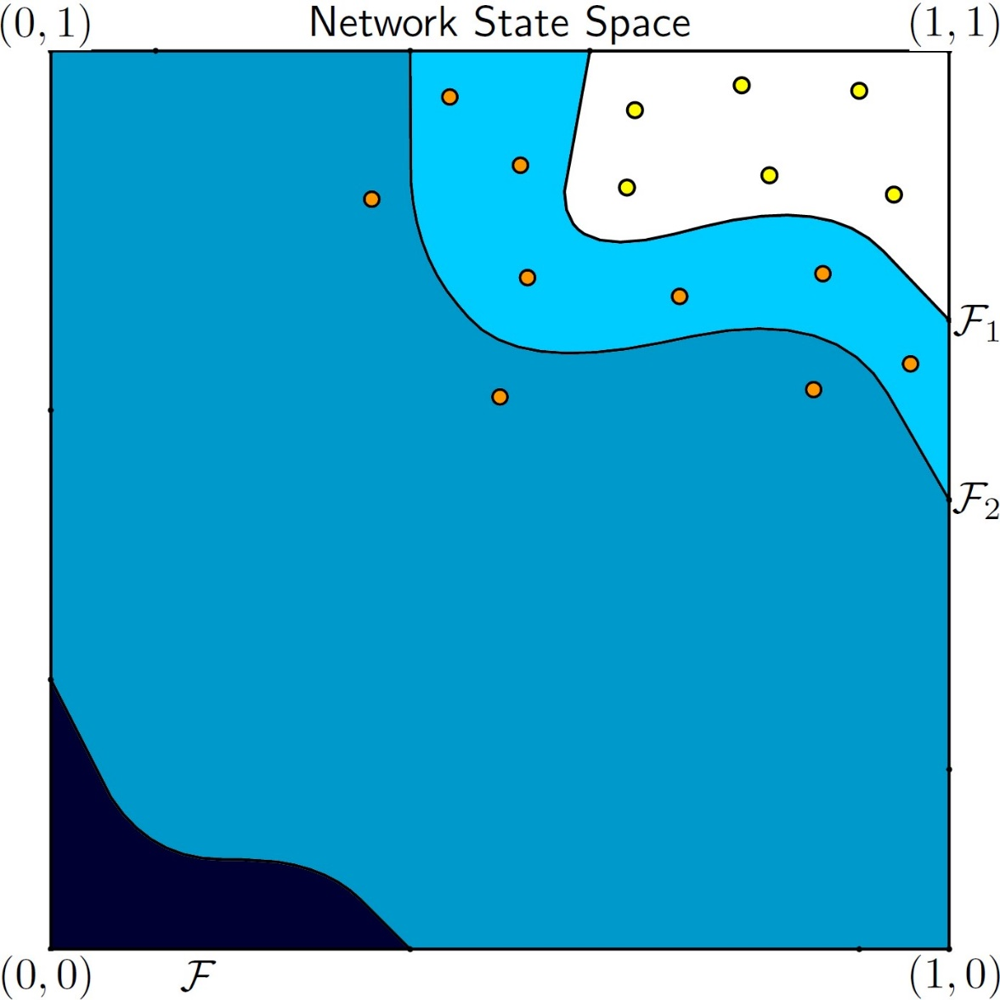 (0, 1) Network State Space (1, 1)
ℱ₁
ℱ₂
(0, 0) ℱ (1, 0)